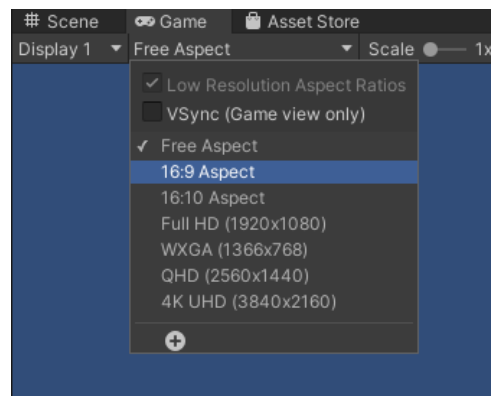 Scene Game Asset Store
Display 1 Free Aspect Scale 1x
Low Resolution Aspect Ratios
VSync (Game view only)
Free Aspect
16:9 Aspect
16:10 Aspect
Full HD (1920x1080)
WXGA (1366x768)
QHD (2560x1440)
4K UHD (3840x2160)